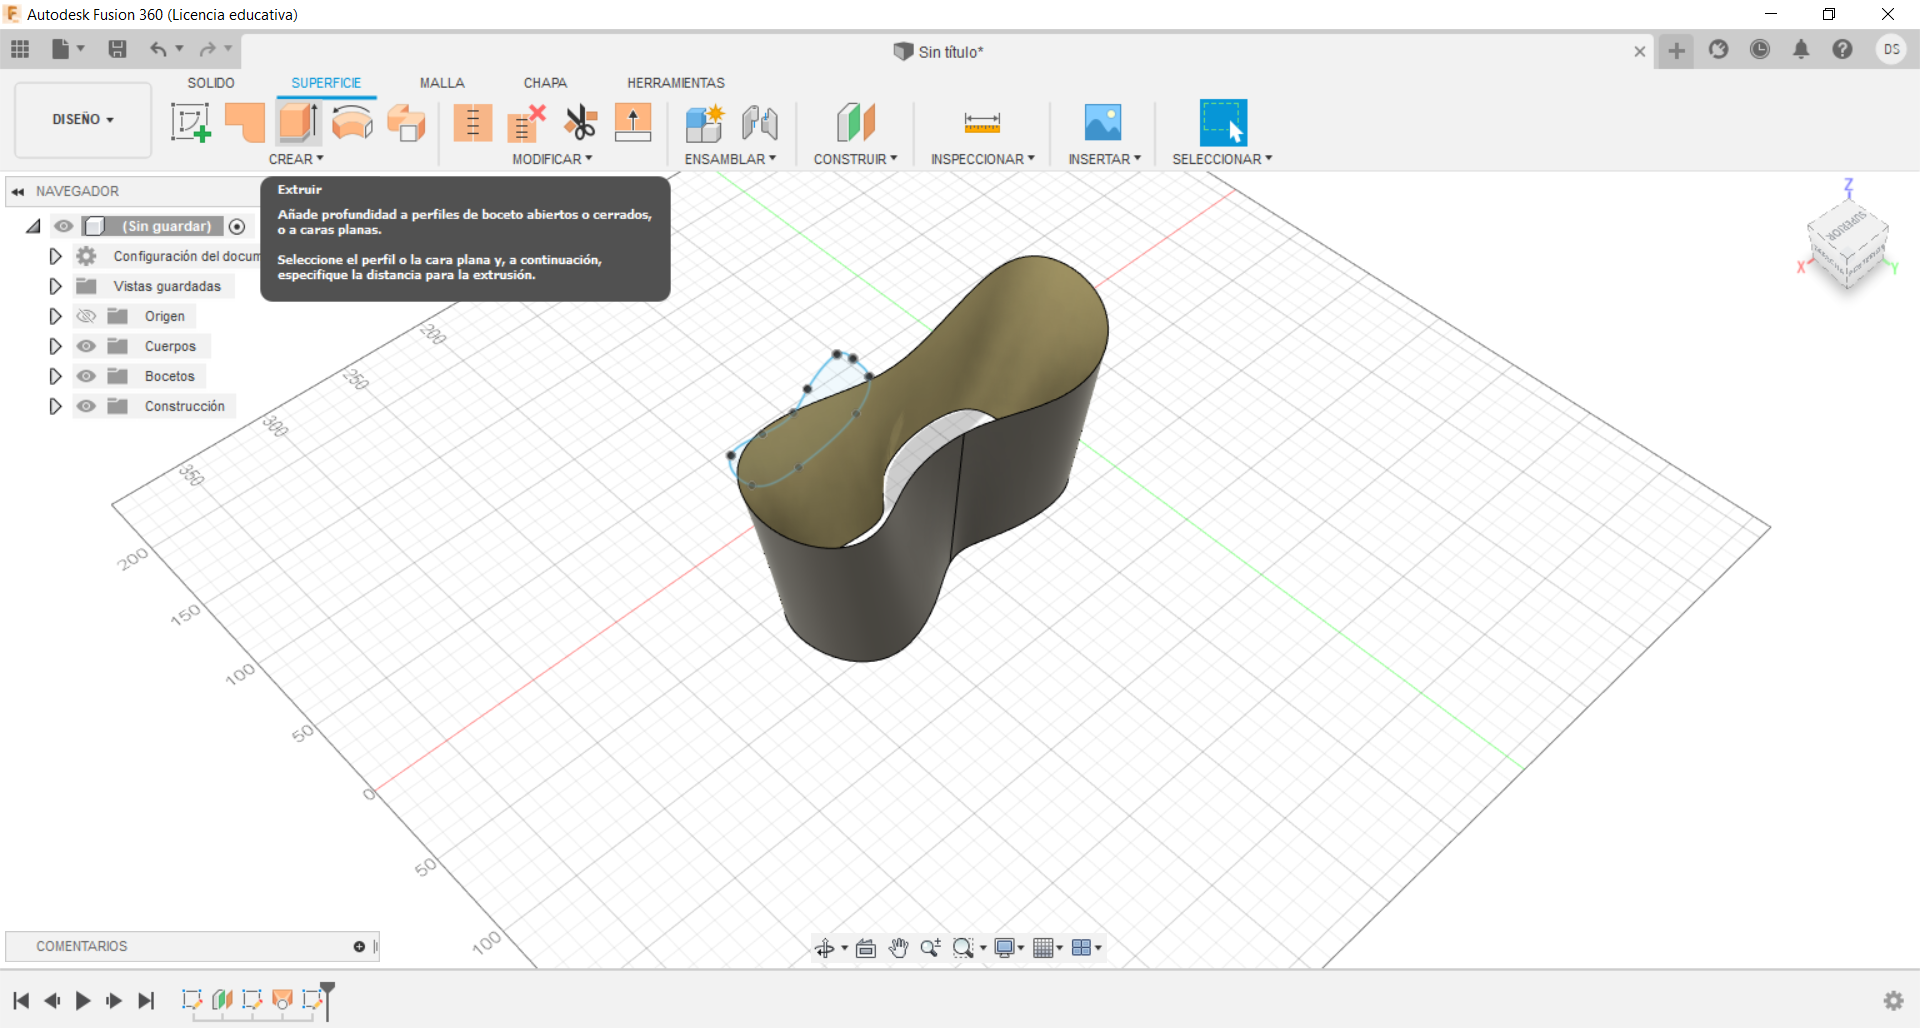 Autodesk Fusion 360 (Licencia educativa)
Sin título*
DS
SOLIDO
SUPERFICIE
MALLA
CHAPA
HERRAMIENTAS
DISEÑO
CREAR
MODIFICAR
ENSAMBLAR
CONSTRUIR
INSPECCIONAR
INSERTAR
SELECCIONAR
NAVEGADOR
(Sin guardar)
Configuración del docum
Vistas guardadas
Origen
Cuerpos
Bocetos
Construcción
Extruir
Añade profundidad a perfiles de boceto abiertos o cerrados,
o a caras planas.
Seleccione el perfil o la cara plana y, a continuación,
especifique la distancia para la extrusión.
Z
SUPERIOR
X
Y
200
250
300
350
200
150
100
50
0
50
100
COMENTARIOS